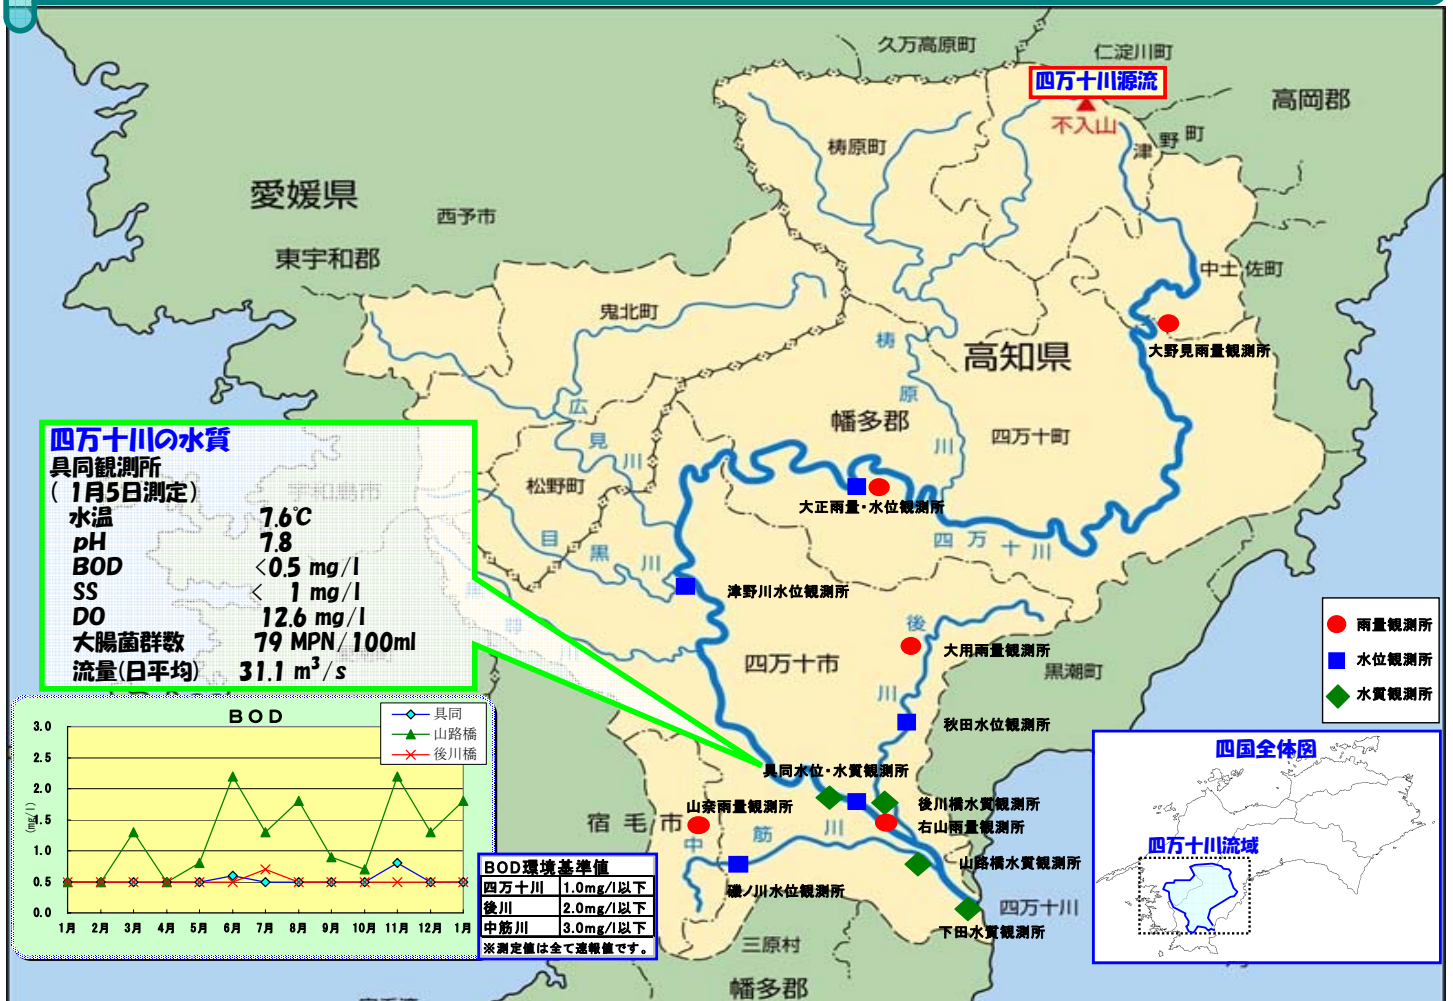 久万高原町
仁淀川町
四万十川源流
不入山
高岡郡
津野町
梼原町
愛媛県
西予市
東宇和郡
中土佐町
鬼北町
大野見雨量観測所
梼原川
高知県
広見川
幡多郡
四万十町
四万十川の水質
具同観測所
( 1月5日測定)
水温 7.6℃
pH 7.8
BOD <0.5 mg/l
SS < 1 mg/l
DO 12.6 mg/l
大腸菌群数 79 MPN/100ml
流量(日平均) 31.1 m³/s
宇和島市
松野町
大正雨量・水位観測所
四万十川
目黒川
津野川水位観測所
後川
大用雨量観測所
四万十市
黒潮町
雨量観測所
水位観測所
水質観測所
秋田水位観測所
具同水位・水質観測所
山奈雨量観測所
後川橋水質観測所
宿毛市
右山雨量観測所
中筋川
山路橋水質観測所
磯ノ川水位観測所
四万十川
下田水質観測所
三原村
幡多郡
四国全体図
四万十川流域
BOD
具同
山路橋
後川橋
(mg/l)
3.0
2.5
2.0
1.5
1.0
0.5
0.0
1月 2月 3月 4月 5月 6月 7月 8月 9月 10月 11月 12月 1月
BOD環境基準値
四万十川 1.0mg/l以下
後川 2.0mg/l以下
中筋川 3.0mg/l以下
※測定値は全て速報値です。